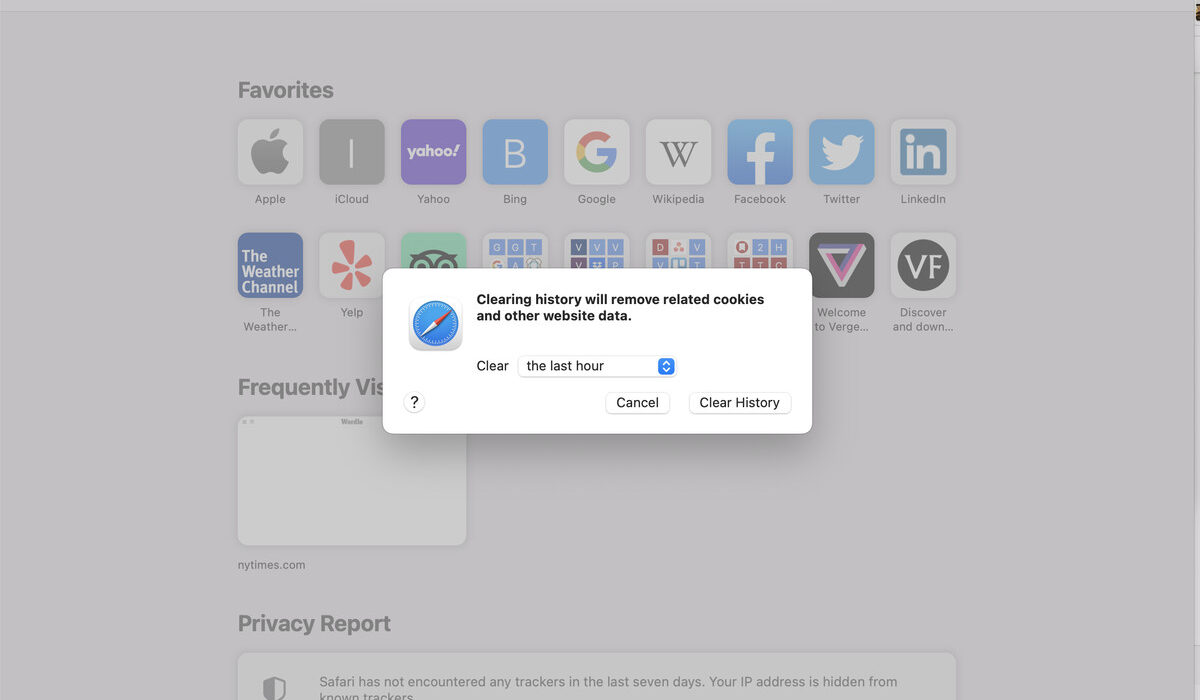 Favorites
I
yahoo!
B
W
in
Apple
iCloud
Yahoo
Bing
Google
Wikipedia
Facebook
Twitter
LinkedIn
The
Weather
Channel
G G T
V V V
D V
2 H
VF
The
Weather...
Yelp
Welcome
to Verge...
Discover
and down...
Clearing history will remove related cookies
and other website data.
Clear the last hour
? Cancel Clear History
Frequently Vis
Wordle
nytimes.com
Privacy Report
Safari has not encountered any trackers in the last seven days. Your IP address is hidden from
known trackers.